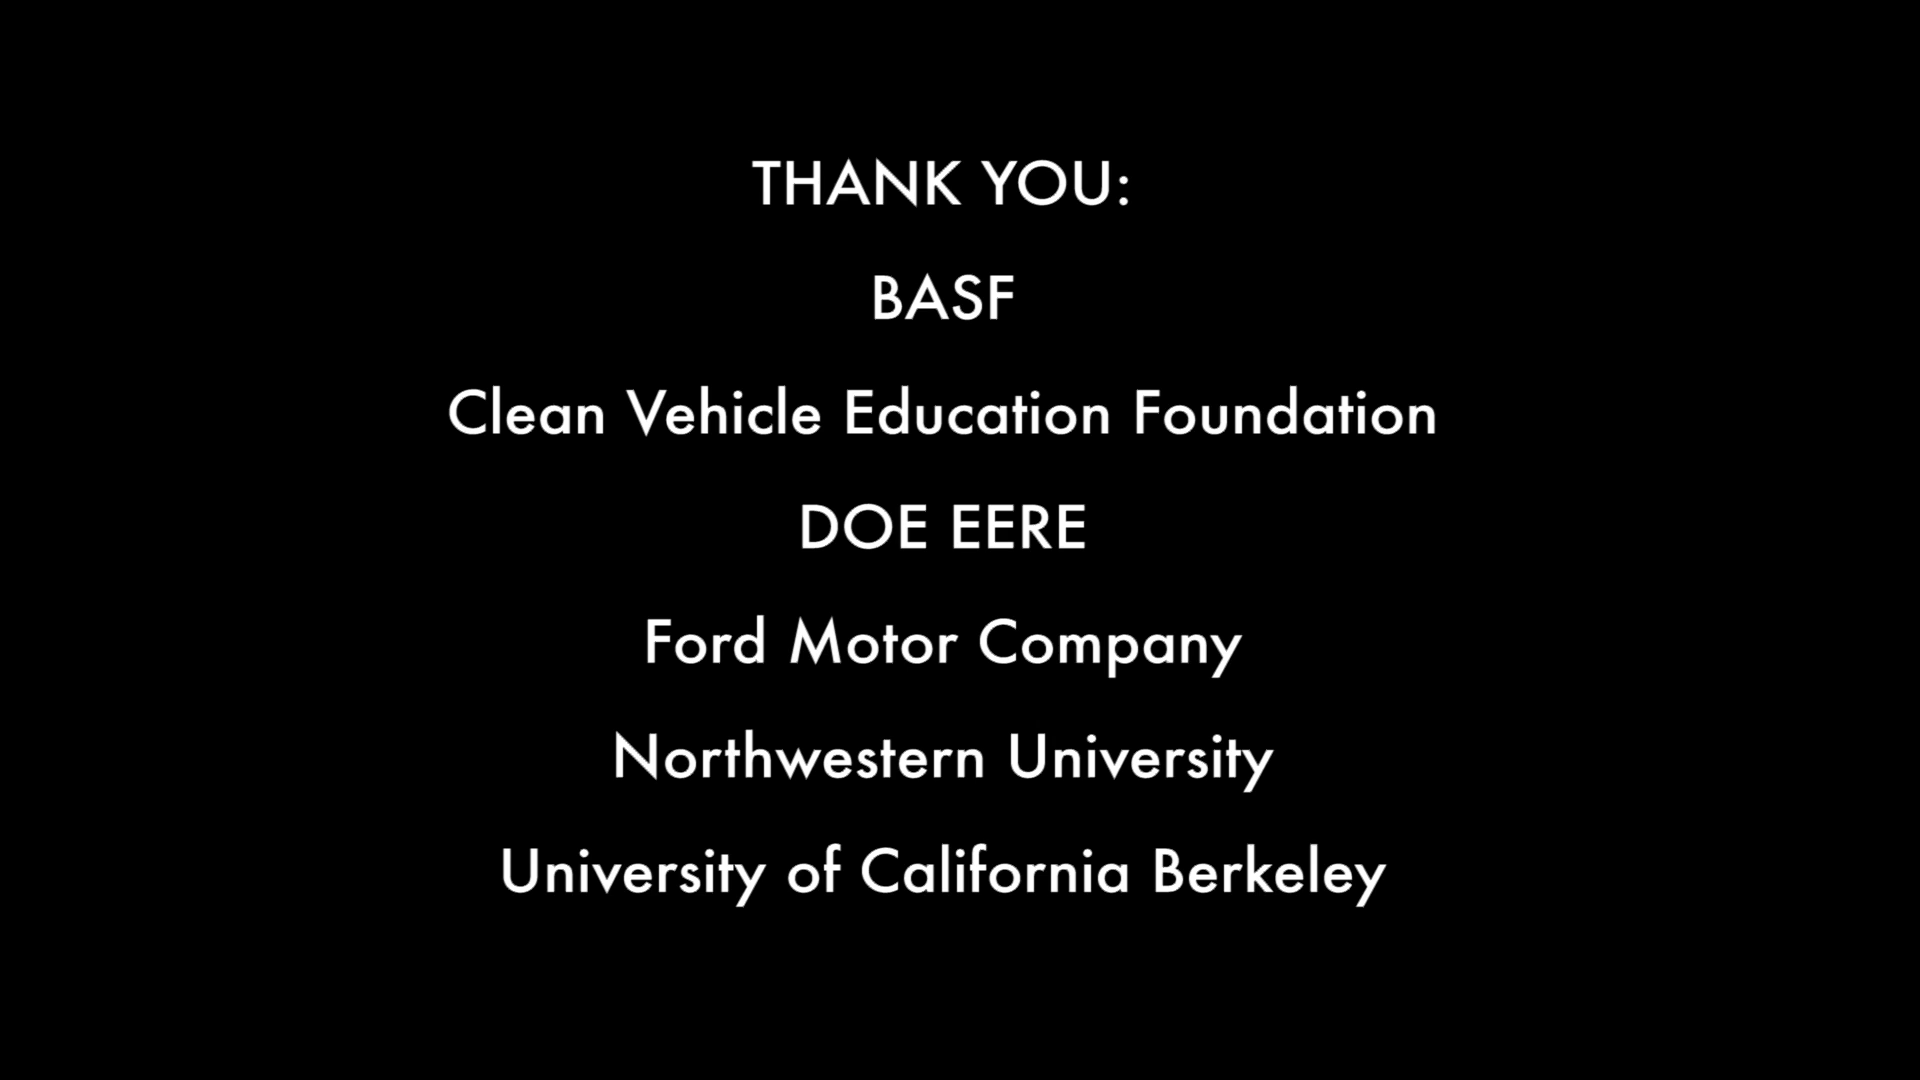 THANK YOU:
BASF
Clean Vehicle Education Foundation
DOE EERE
Ford Motor Company
Northwestern University
University of California Berkeley